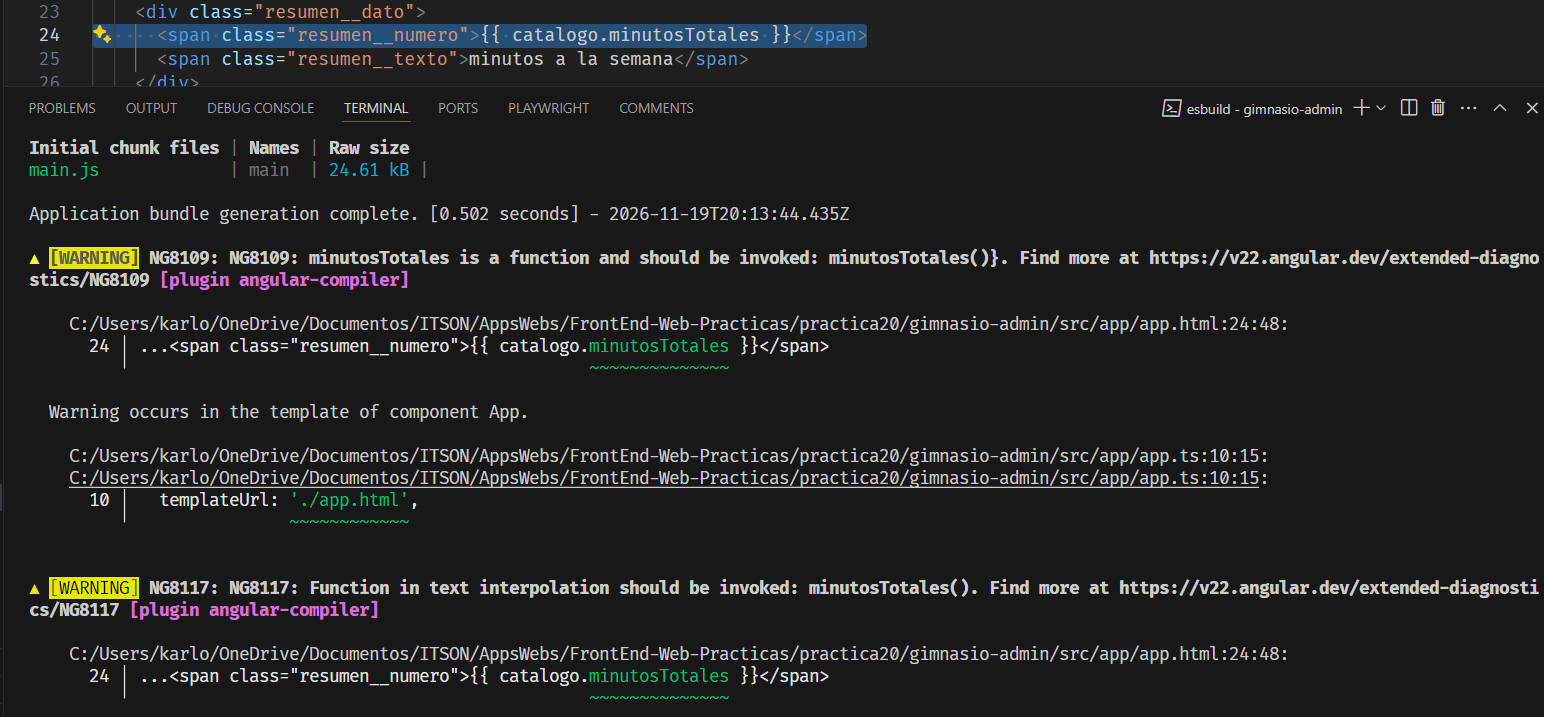 23 <div class="resumen__dato">
24 <span class="resumen__numero">{{ catalogo.minutosTotales }}</span>
25 <span class="resumen__texto">minutos a la semana</span>
26 </div>
PROBLEMS OUTPUT DEBUG CONSOLE TERMINAL PORTS PLAYWRIGHT COMMENTS esbuild - gimnasio-admin
Initial chunk files | Names | Raw size
main.js | main | 24.61 kB |
Application bundle generation complete. [0.502 seconds] - 2026-11-19T20:13:44.435Z
▲ [WARNING] NG8109: NG8109: minutosTotales is a function and should be invoked: minutosTotales()}. Find more at https://v22.angular.dev/extended-diagno
stics/NG8109 [plugin angular-compiler]
C:/Users/karlo/OneDrive/Documentos/ITSON/AppsWebs/FrontEnd-Web-Practicas/practica20/gimnasio-admin/src/app/app.html:24:48:
24 │ ...<span class="resumen__numero">{{ catalogo.minutosTotales }}</span>
~~~~~~~~~~~~~~
Warning occurs in the template of component App.
C:/Users/karlo/OneDrive/Documentos/ITSON/AppsWebs/FrontEnd-Web-Practicas/practica20/gimnasio-admin/src/app/app.ts:10:15:
C:/Users/karlo/OneDrive/Documentos/ITSON/AppsWebs/FrontEnd-Web-Practicas/practica20/gimnasio-admin/src/app/app.ts:10:15:
10 │ templateUrl: './app.html',
~~~~~~~~~~~~
▲ [WARNING] NG8117: NG8117: Function in text interpolation should be invoked: minutosTotales(). Find more at https://v22.angular.dev/extended-diagnosti
cs/NG8117 [plugin angular-compiler]
C:/Users/karlo/OneDrive/Documentos/ITSON/AppsWebs/FrontEnd-Web-Practicas/practica20/gimnasio-admin/src/app/app.html:24:48:
24 │ ...<span class="resumen__numero">{{ catalogo.minutosTotales }}</span>
~~~~~~~~~~~~~~